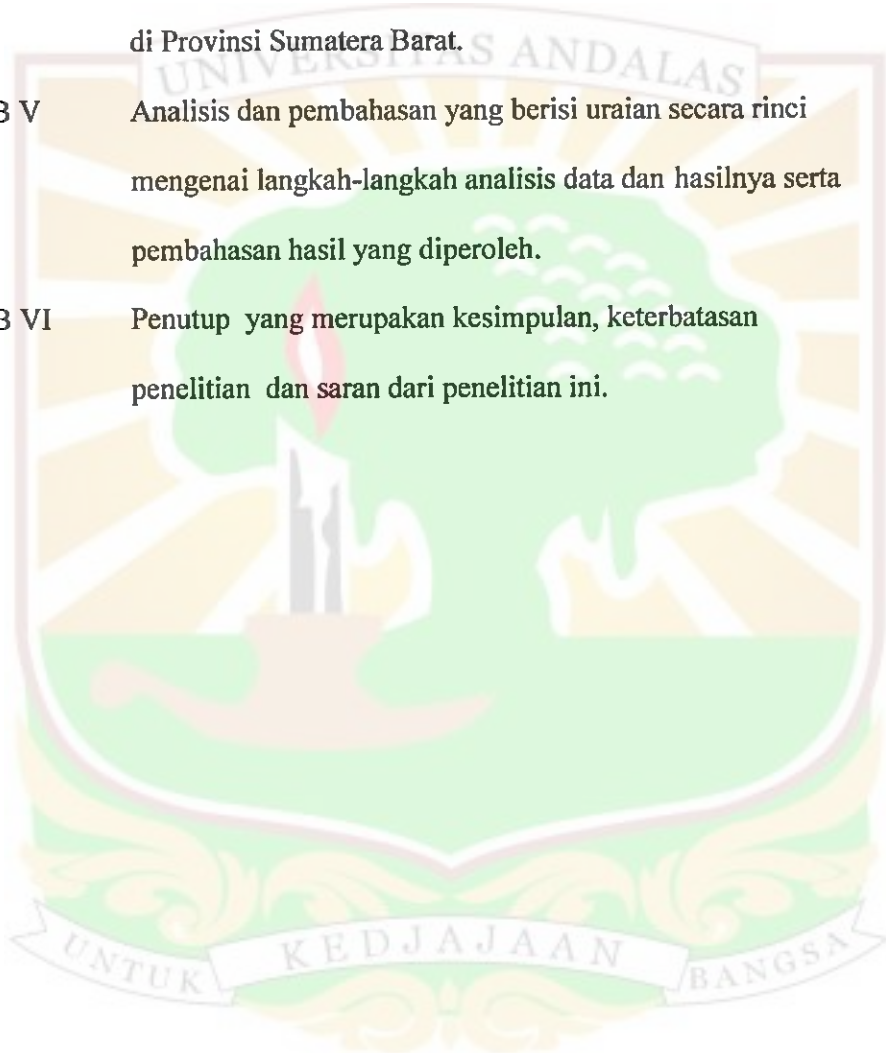 di Provinsi Sumatera Barat.
UNIVERSITAS ANDALAS
B V Analisis dan pembahasan yang berisi uraian secara rinci
mengenai langkah-langkah analisis data dan hasilnya serta
pembahasan hasil yang diperoleh.
B VI Penutup yang merupakan kesimpulan, keterbatasan
penelitian dan saran dari penelitian ini.
UNTUK KEDJAJAAN BANGSA